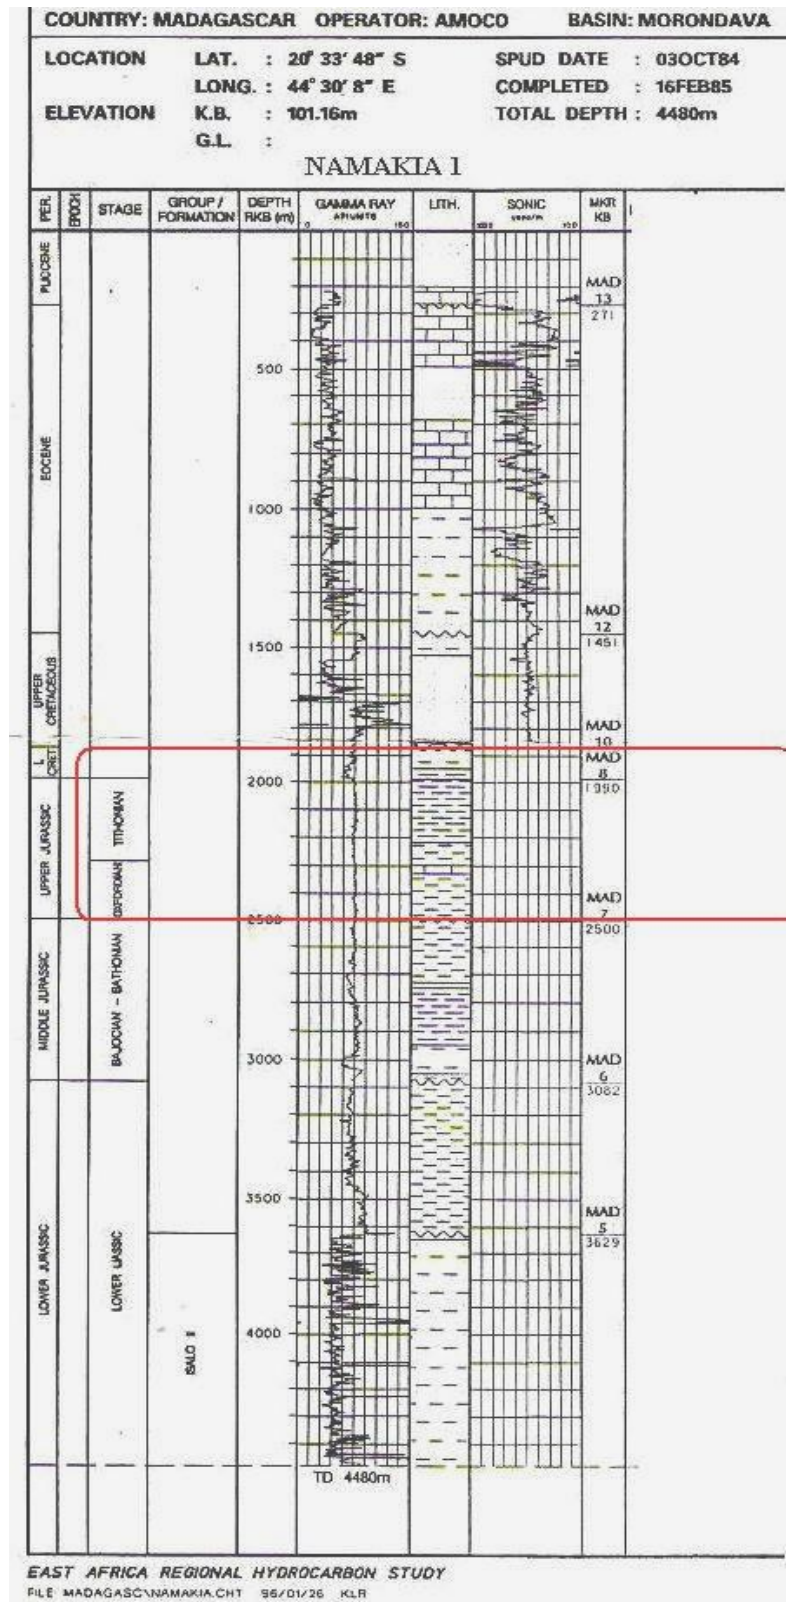 COUNTRY: MADAGASCAR OPERATOR: AMOCO BASIN: MORONDAVA
LOCATION LAT. : 20° 33' 48" S SPUD DATE : 03OCT84
LONG. : 44° 30' 8" E COMPLETED : 16FEB85
ELEVATION K.B. : 101.16m TOTAL DEPTH : 4480m
G.L. :
NAMAKIA 1
PER. EPOCH STAGE GROUP / FORMATION DEPTH RKB (m) GAMMA RAY API UNITS 0 150 LITH. SONIC MKR KB
PLIOCENE
MAD 13
271
500
EOCENE
1000
MAD 12
1451
1500
UPPER CRETACEOUS
MAD 10
L CRET
MAD 8
1990
2000
UPPER JURASSIC
TITHONIAN
OXFORDIAN
MAD 7
2500
2500
MIDDLE JURASSIC
BAJOCIAN - BATHONIAN
3000
MAD 6
3082
3500
MAD 5
3629
LOWER JURASSIC
LOWER LIASSIC
ISALO II
4000
TD 4480m
EAST AFRICA REGIONAL HYDROCARBON STUDY
FILE MADAGASC\NAMAKIA.CHT 96/01/26 KLR